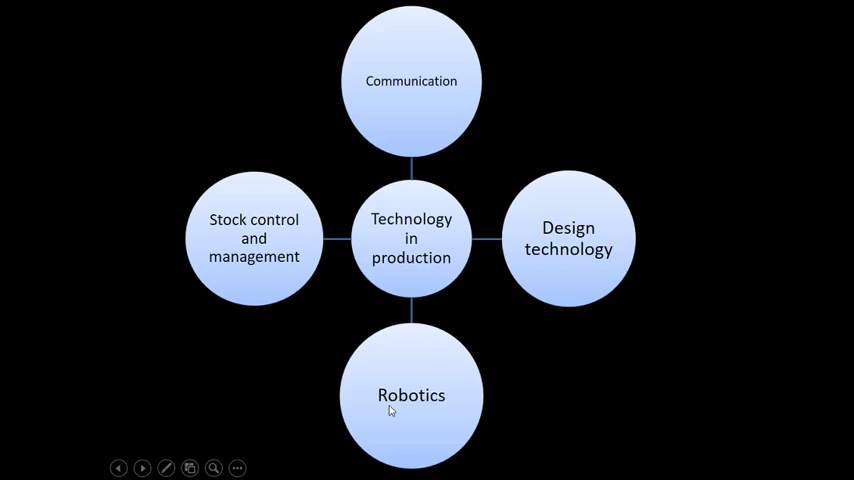 Communication
Stock control
and
management
Technology
in
production
Design
technology
Robotics